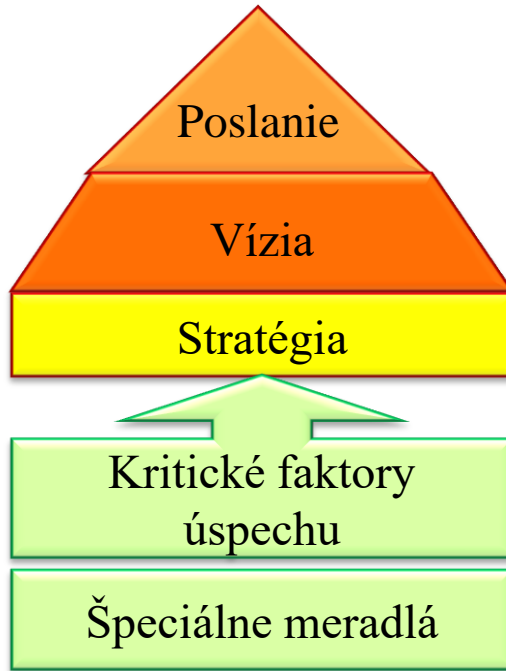 Poslanie
Vízia
Stratégia
Kritické faktory
úspechu
Špeciálne meradlá